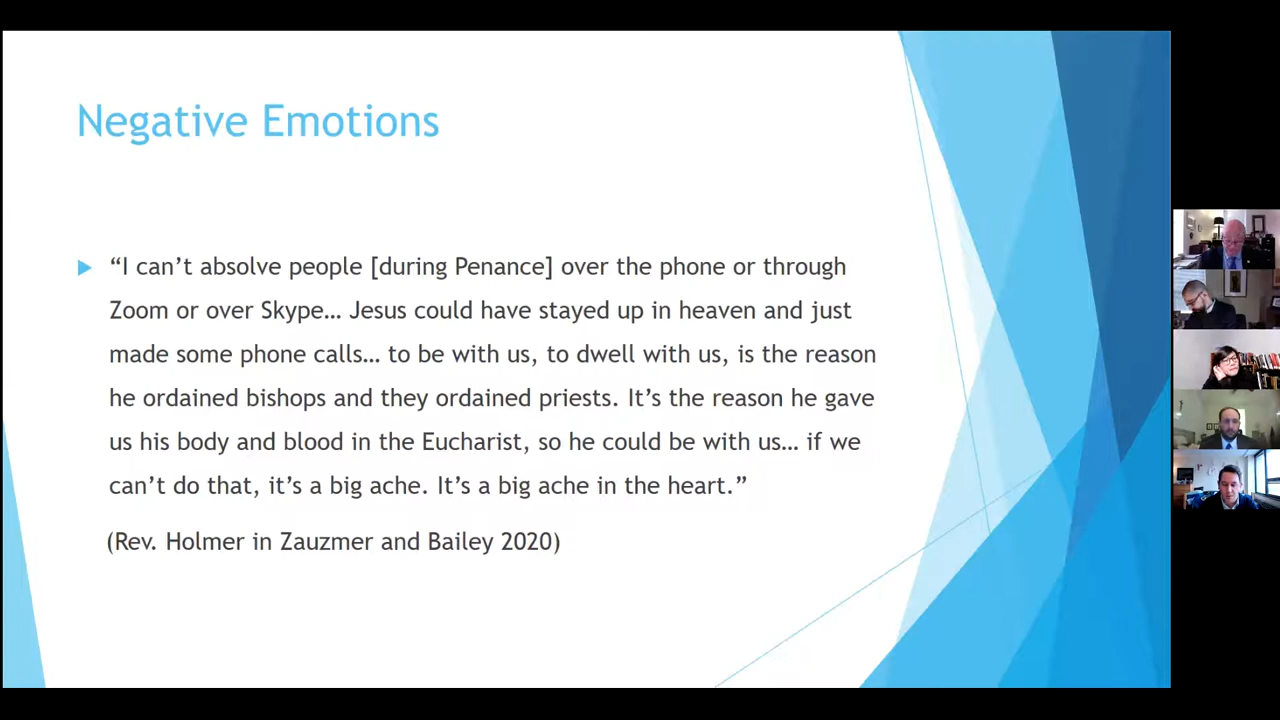 Negative Emotions
“I can’t absolve people [during Penance] over the phone or through
Zoom or over Skype… Jesus could have stayed up in heaven and just
made some phone calls… to be with us, to dwell with us, is the reason
he ordained bishops and they ordained priests. It’s the reason he gave
us his body and blood in the Eucharist, so he could be with us… if we
can’t do that, it’s a big ache. It’s a big ache in the heart.”
(Rev. Holmer in Zauzmer and Bailey 2020)